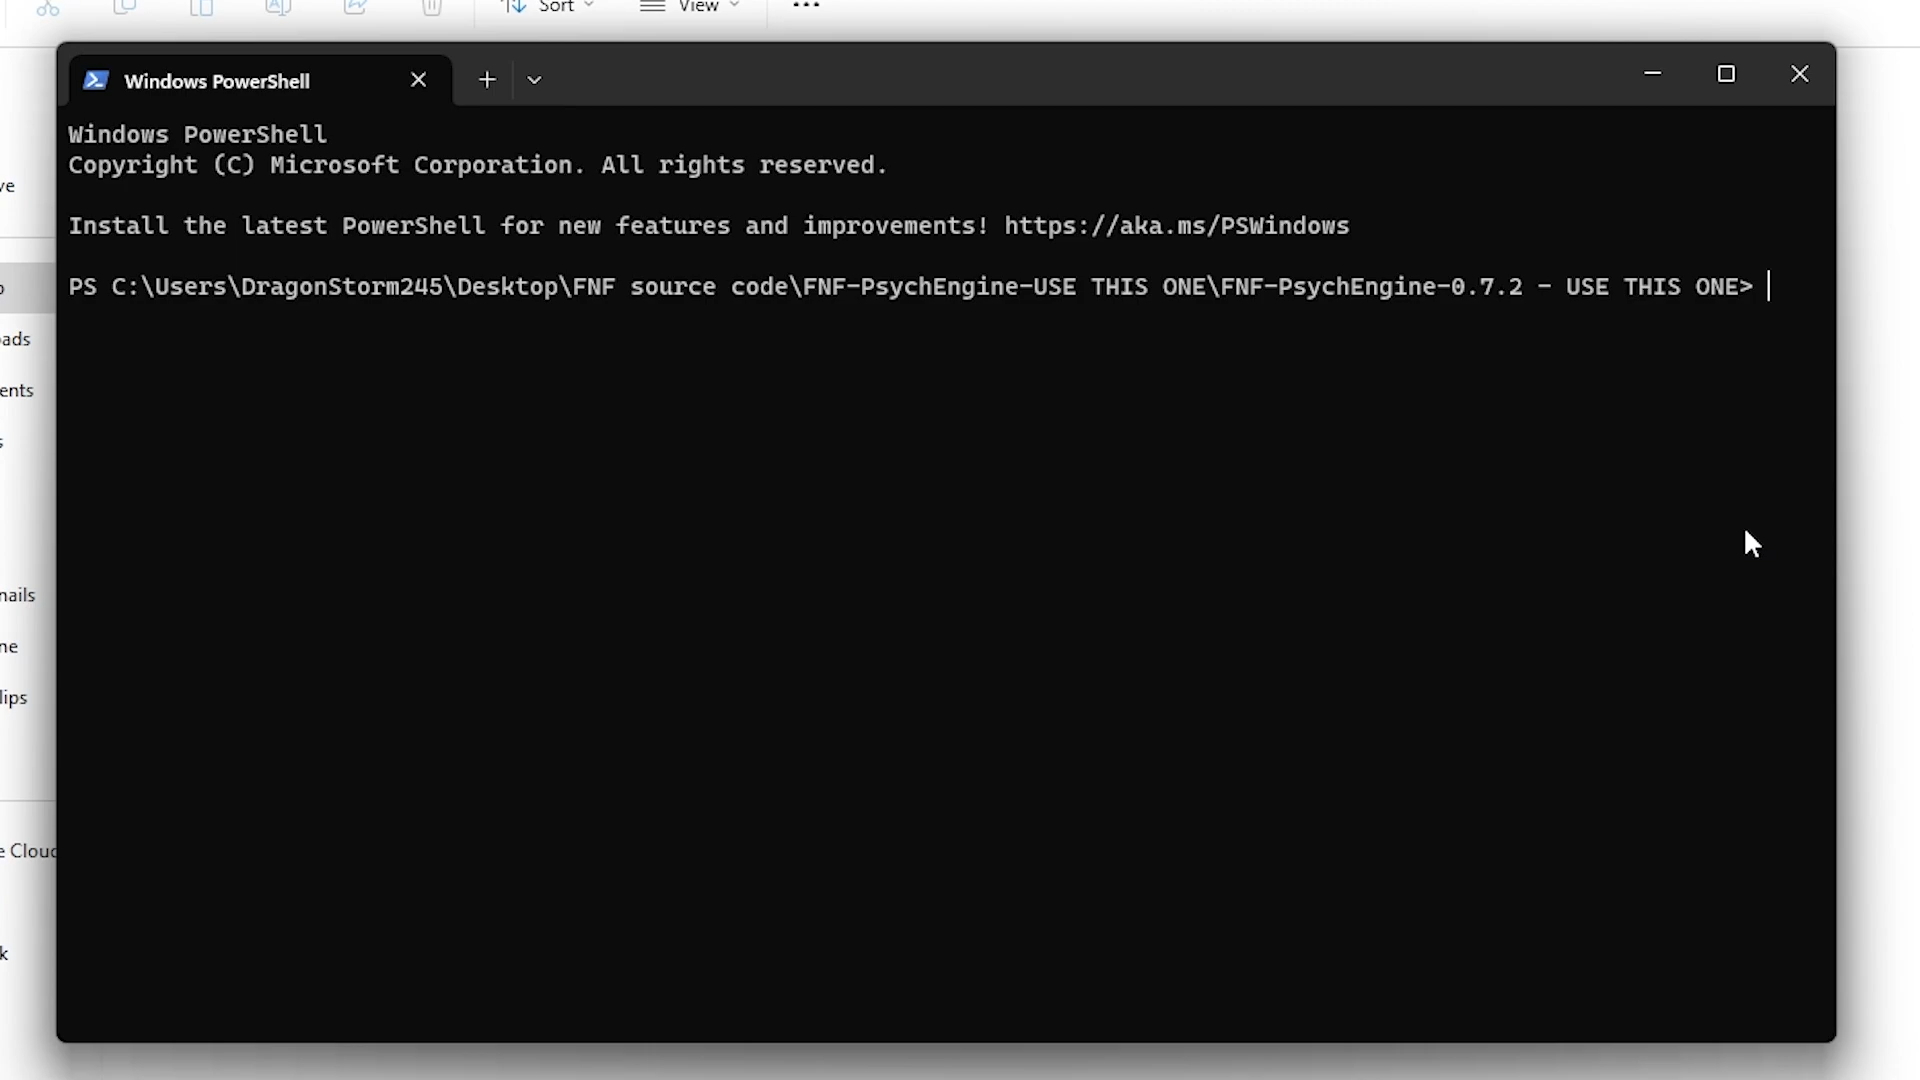 Sort
View
Windows PowerShell
Windows PowerShell
Copyright (C) Microsoft Corporation. All rights reserved.
Install the latest PowerShell for new features and improvements! https://aka.ms/PSWindows
PS C:\Users\DragonStorm245\Desktop\FNF source code\FNF-PsychEngine-USE THIS ONE\FNF-PsychEngine-0.7.2 - USE THIS ONE>
ve
ads
ents
s
nails
ne
lips
e Cloud
k